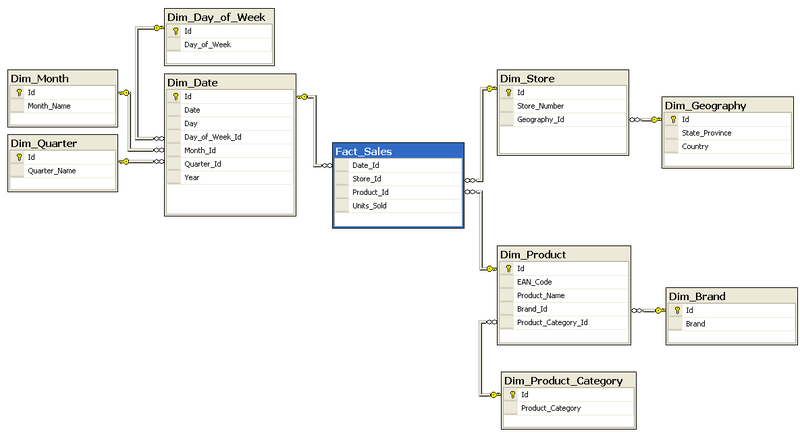 Dim_Day_of_Week
Id
Day_of_Week
Dim_Month
Id
Month_Name
Dim_Quarter
Id
Quarter_Name
Dim_Date
Id
Date
Day
Day_of_Week_Id
Month_Id
Quarter_Id
Year
Fact_Sales
Date_Id
Store_Id
Product_Id
Units_Sold
Dim_Store
Id
Store_Number
Geography_Id
Dim_Geography
Id
State_Province
Country
Dim_Product
Id
EAN_Code
Product_Name
Brand_Id
Product_Category_Id
Dim_Brand
Id
Brand
Dim_Product_Category
Id
Product_Category